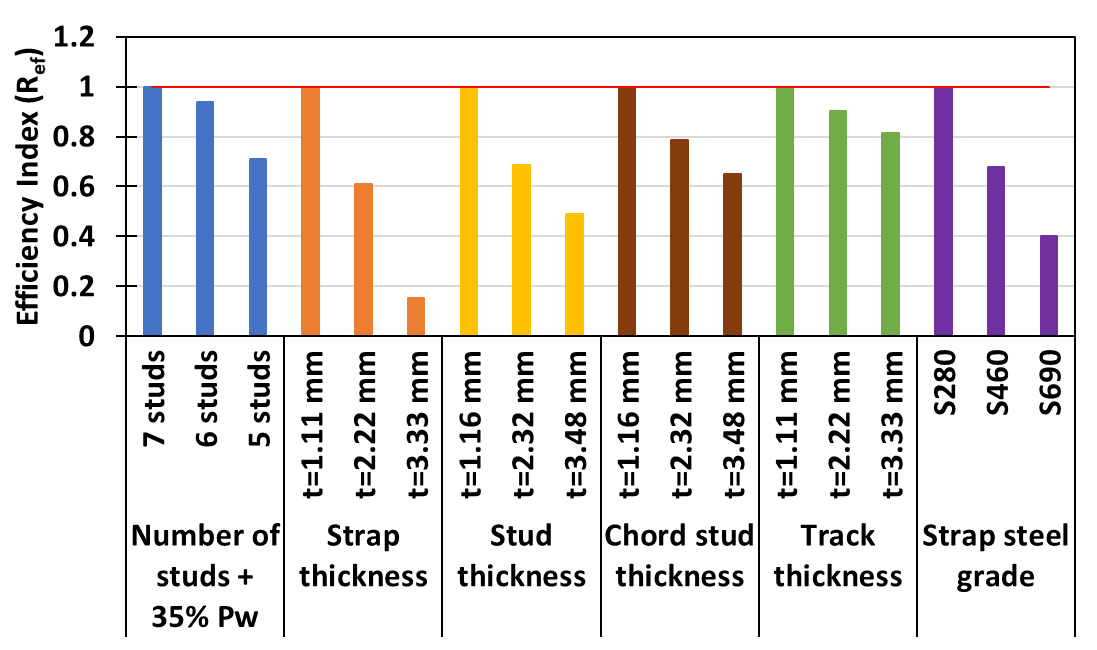 Efficiency Index (Ref)
1.2
1
0.8
0.6
0.4
0.2
0
7 studs
6 studs
5 studs
t=1.11 mm
t=2.22 mm
t=3.33 mm
t=1.16 mm
t=2.32 mm
t=3.48 mm
t=1.16 mm
t=2.32 mm
t=3.48 mm
t=1.11 mm
t=2.22 mm
t=3.33 mm
S280
S460
S690
Number of
studs +
35% Pw
Strap
thickness
Stud
thickness
Chord stud
thickness
Track
thickness
Strap steel
grade